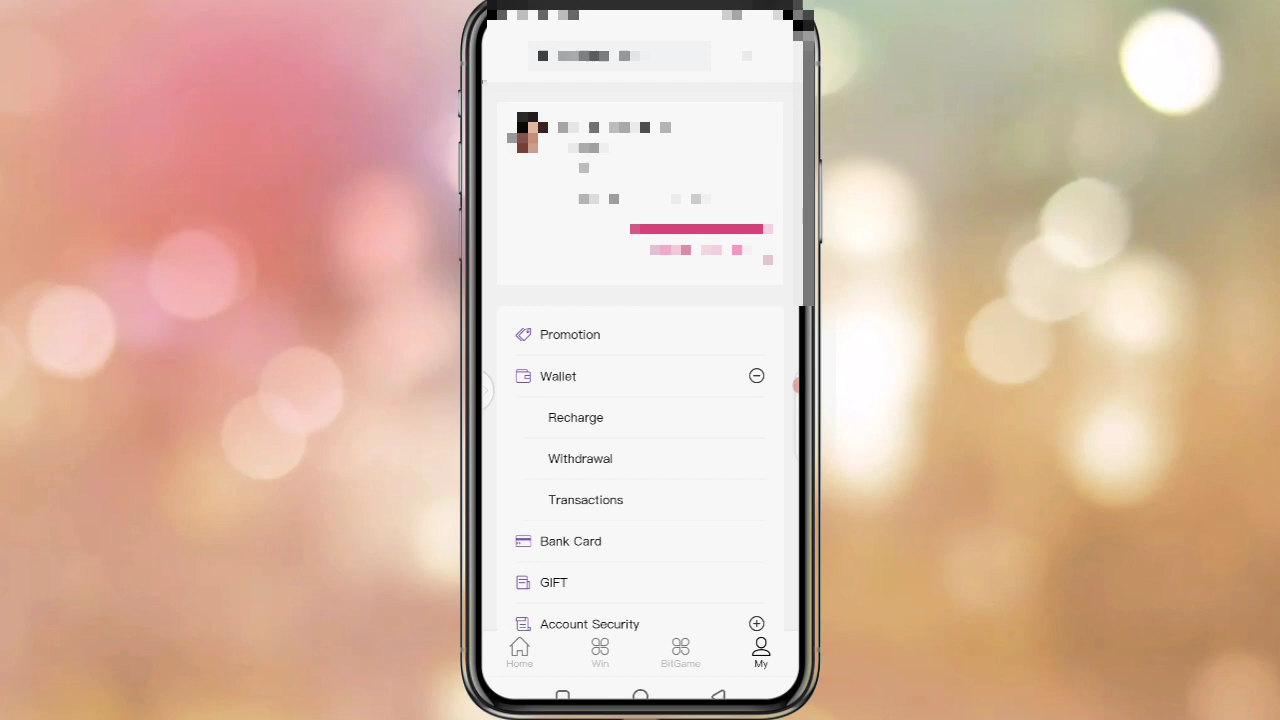 Promotion
Wallet
Recharge
Withdrawal
Transactions
Bank Card
GIFT
Account Security
Home
Win
BitGame
My